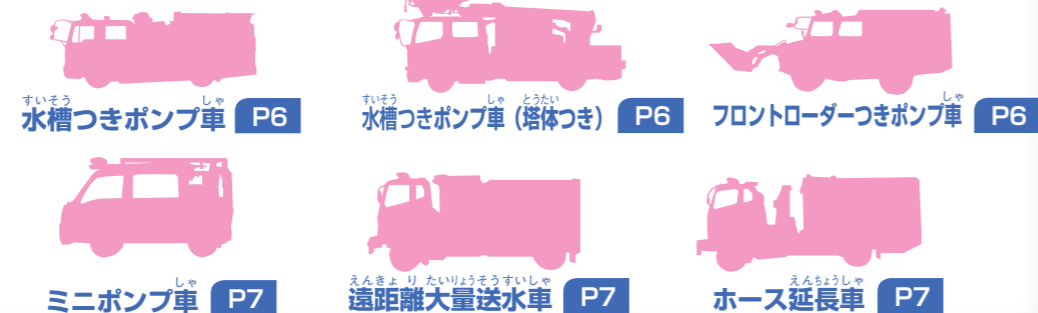 すいそう しゃ
水槽つきポンプ車 P6
すいそう しゃ とうたい
水槽つきポンプ車（塔体つき） P6
しゃ
フロントローダーつきポンプ車 P6
しゃ
ミニポンプ車 P7
えんきょり たいりょうそうすいしゃ
遠距離大量送水車 P7
えんちょうしゃ
ホース延長車 P7